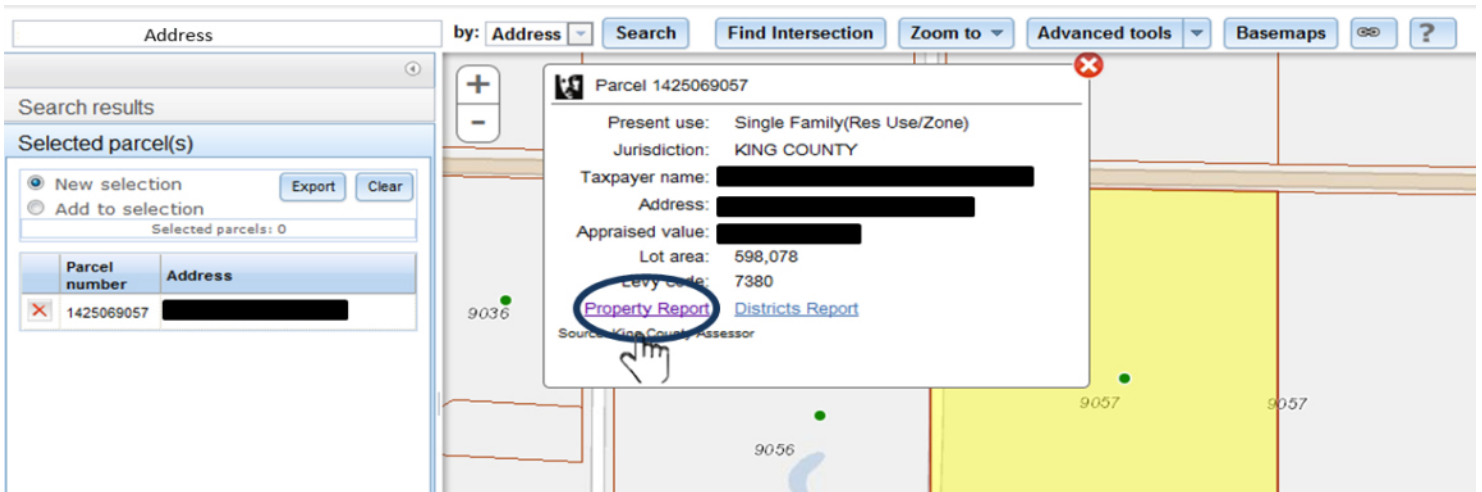 Address
by: Address Search Find Intersection Zoom to Advanced tools Basemaps ?
Search results
Selected parcel(s)
New selection
Export Clear
Add to selection
Selected parcels: 0
Parcel number Address
1425069057
+
-
Parcel 1425069057
Present use: Single Family(Res Use/Zone)
Jurisdiction: KING COUNTY
Taxpayer name:
Address:
Appraised value:
Lot area: 598,078
Levy code: 7380
Property Report Districts Report
Source: King County Assessor
9036
9057 9057
9056